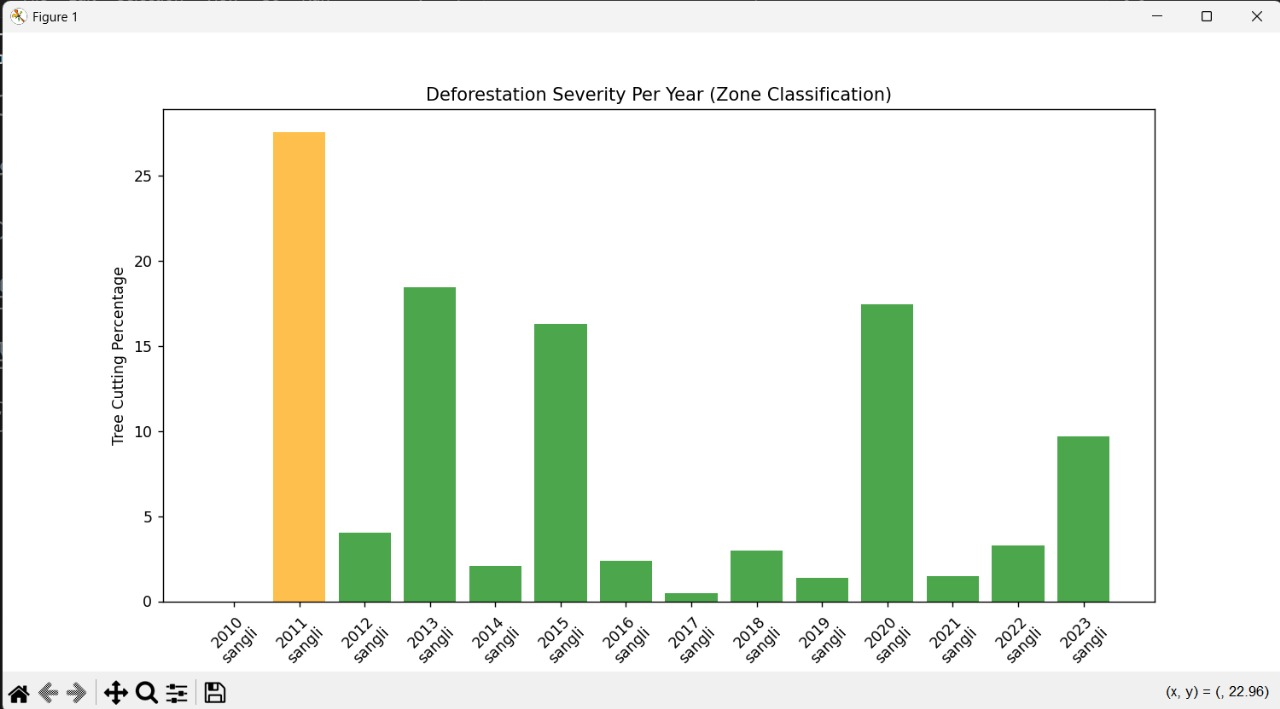 Figure 1
Deforestation Severity Per Year (Zone Classification)
Tree Cutting Percentage
25
20
15
10
5
0
2010
sangli
2011
sangli
2012
sangli
2013
sangli
2014
sangli
2015
sangli
2016
sangli
2017
sangli
2018
sangli
2019
sangli
2020
sangli
2021
sangli
2022
sangli
2023
sangli
(x, y) = (, 22.96)